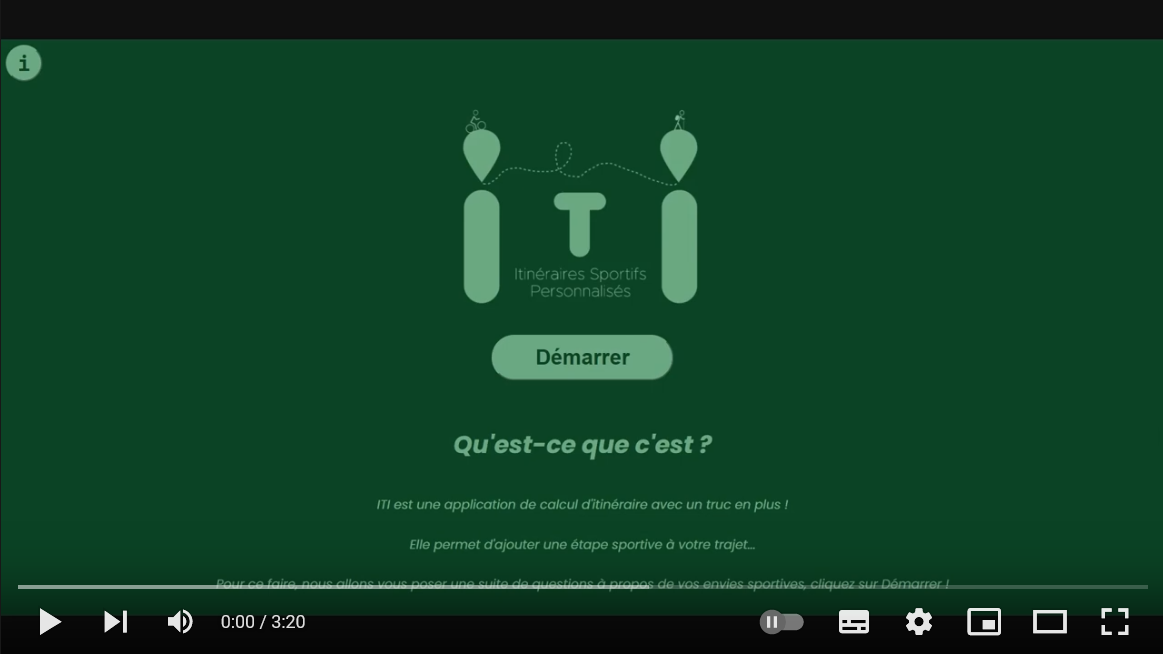 i
iTi
Itinéraires Sportifs
Personnalisés
Démarrer
Qu'est-ce que c'est ?
ITI est une application de calcul d'itinéraire avec un truc en plus !
Elle permet d'ajouter une étape sportive à votre trajet...
Pour ce faire, nous allons vous poser une suite de questions à propos de vos envies sportives, cliquez sur Démarrer !
0:00 / 3:20